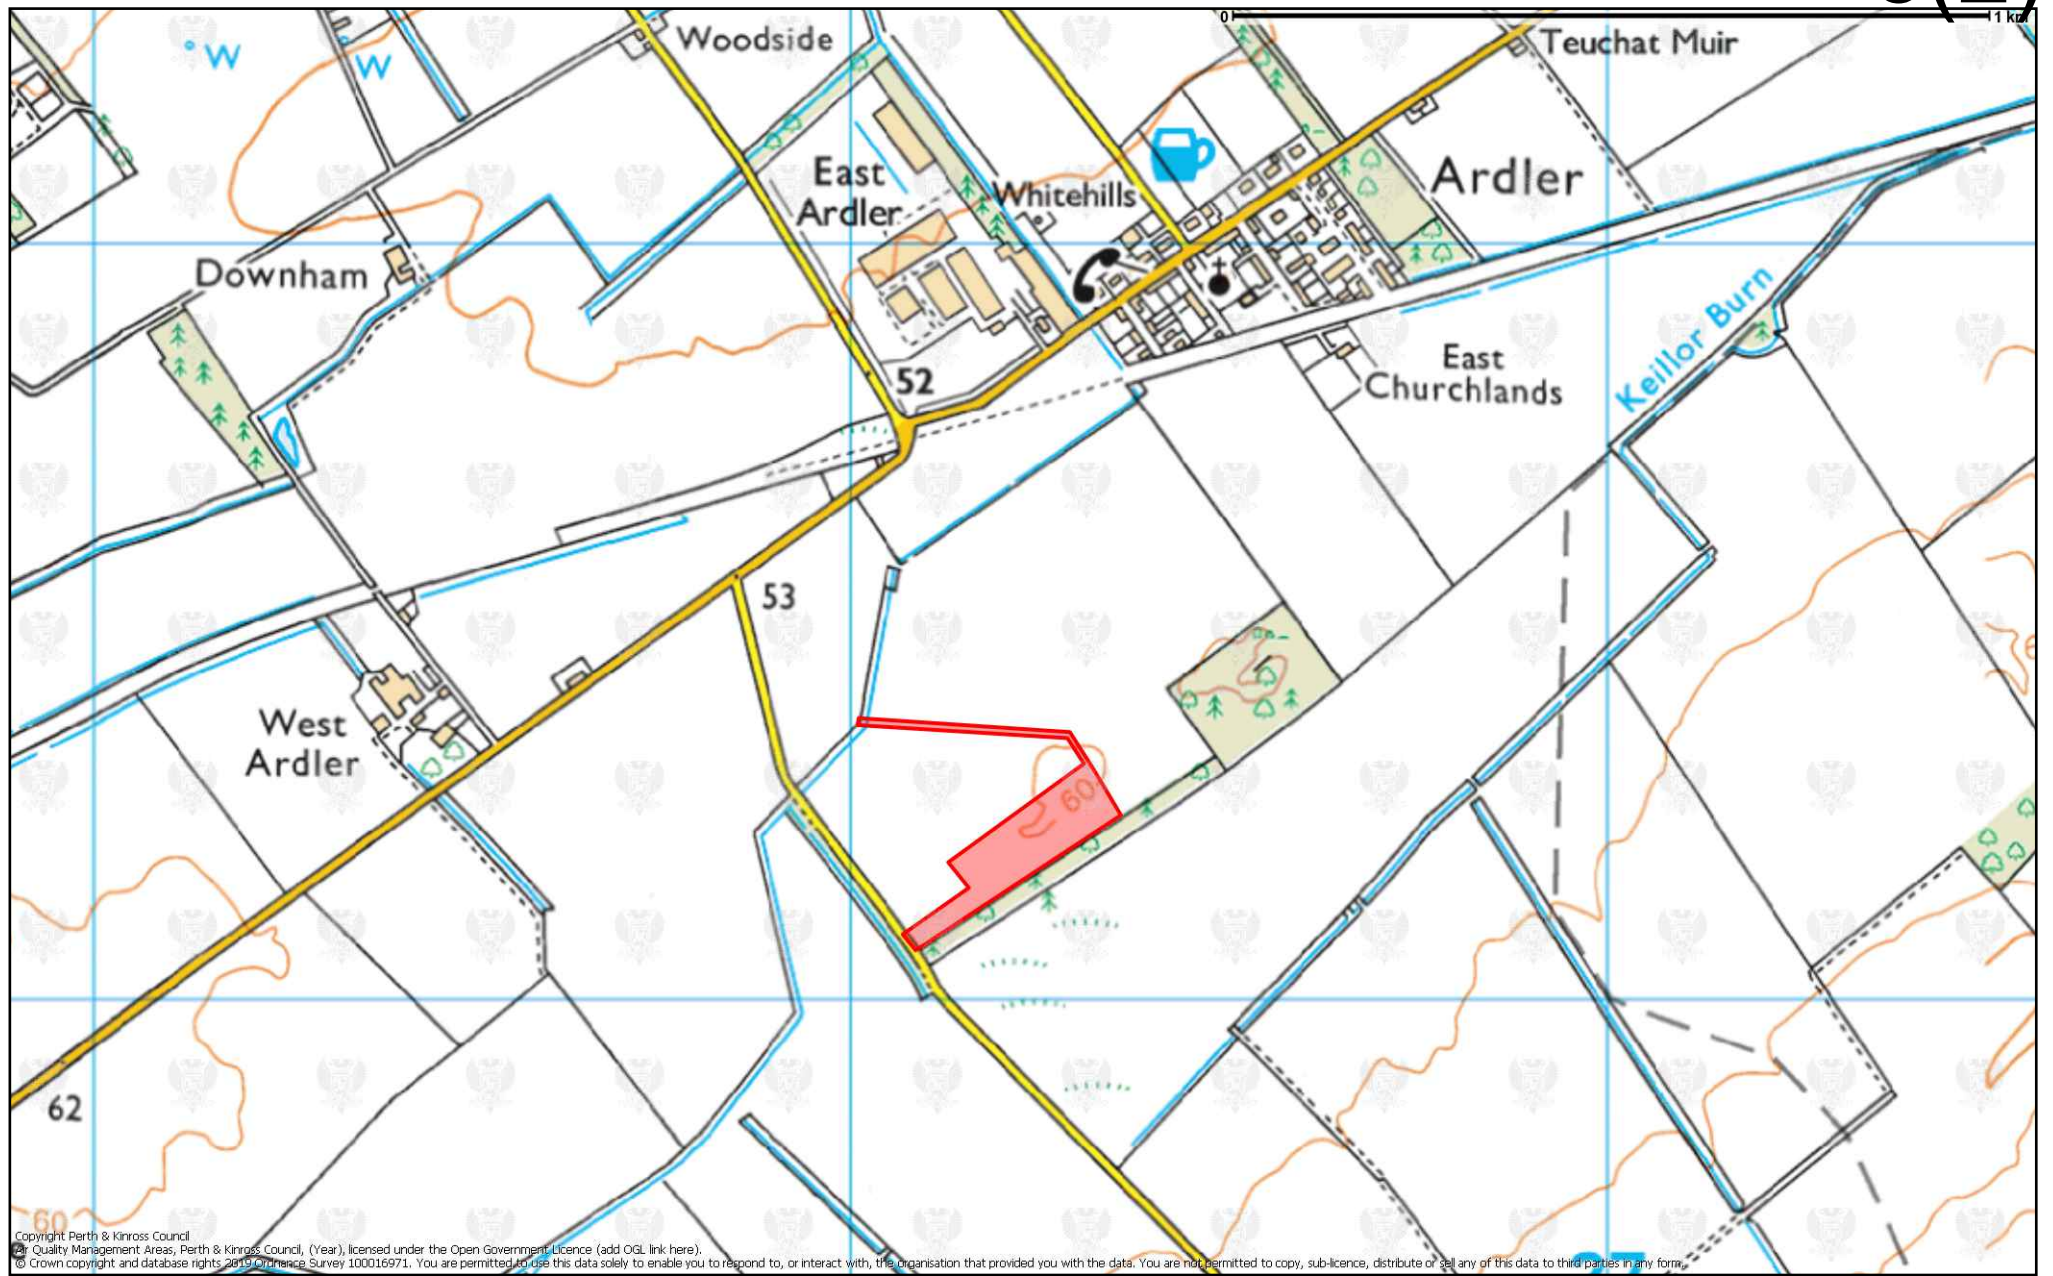 0
1 km
Woodside
Teuchat Muir
W
W
East
Ardler
Whitehills
Ardler
Downham
52
East
Churchlands
Keillor Burn
53
West
Ardler
60
62
60
Copyright Perth & Kinross Council
Air Quality Management Areas, Perth & Kinross Council, (Year), licensed under the Open Government Licence (add OGL link here).
© Crown copyright and database rights 2019 Ordnance Survey 100016971. You are permitted to use this data solely to enable you to respond to, or interact with, the organisation that provided you with the data. You are not permitted to copy, sub-licence, distribute or sell any of this data to third parties in any form.